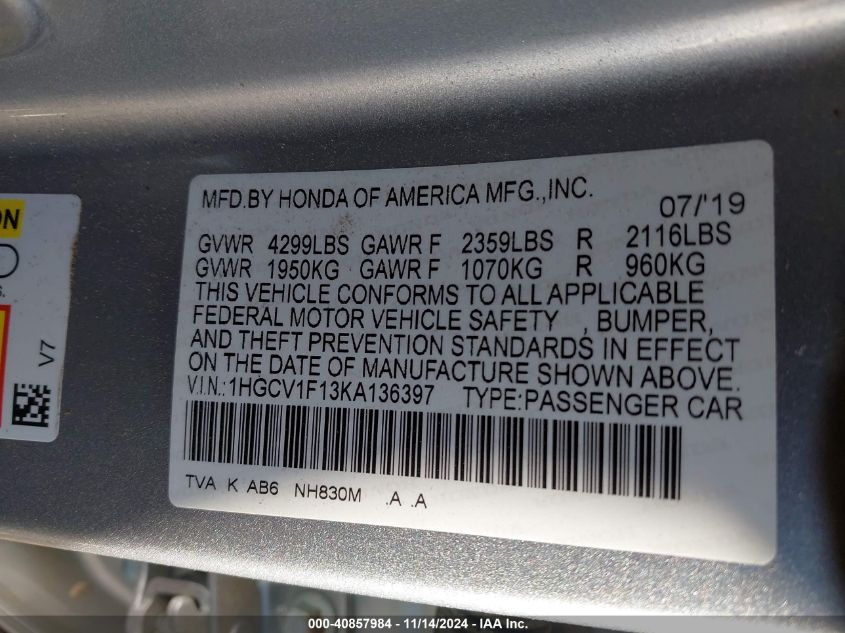 MFD.BY HONDA OF AMERICA MFG.,INC.
07/'19
GVWR 4299LBS GAWR F 2359LBS R 2116LBS
GVWR 1950KG GAWR F 1070KG R 960KG
THIS VEHICLE CONFORMS TO ALL APPLICABLE
FEDERAL MOTOR VEHICLE SAFETY , BUMPER,
AND THEFT PREVENTION STANDARDS IN EFFECT
ON THE DATE OF MANUFACTURE SHOWN ABOVE.
V.I.N.:1HGCV1F13KA136397 TYPE:PASSENGER CAR
TVA K AB6 NH830M .A .A
V7
000-40857984 - 11/14/2024 - IAA Inc.